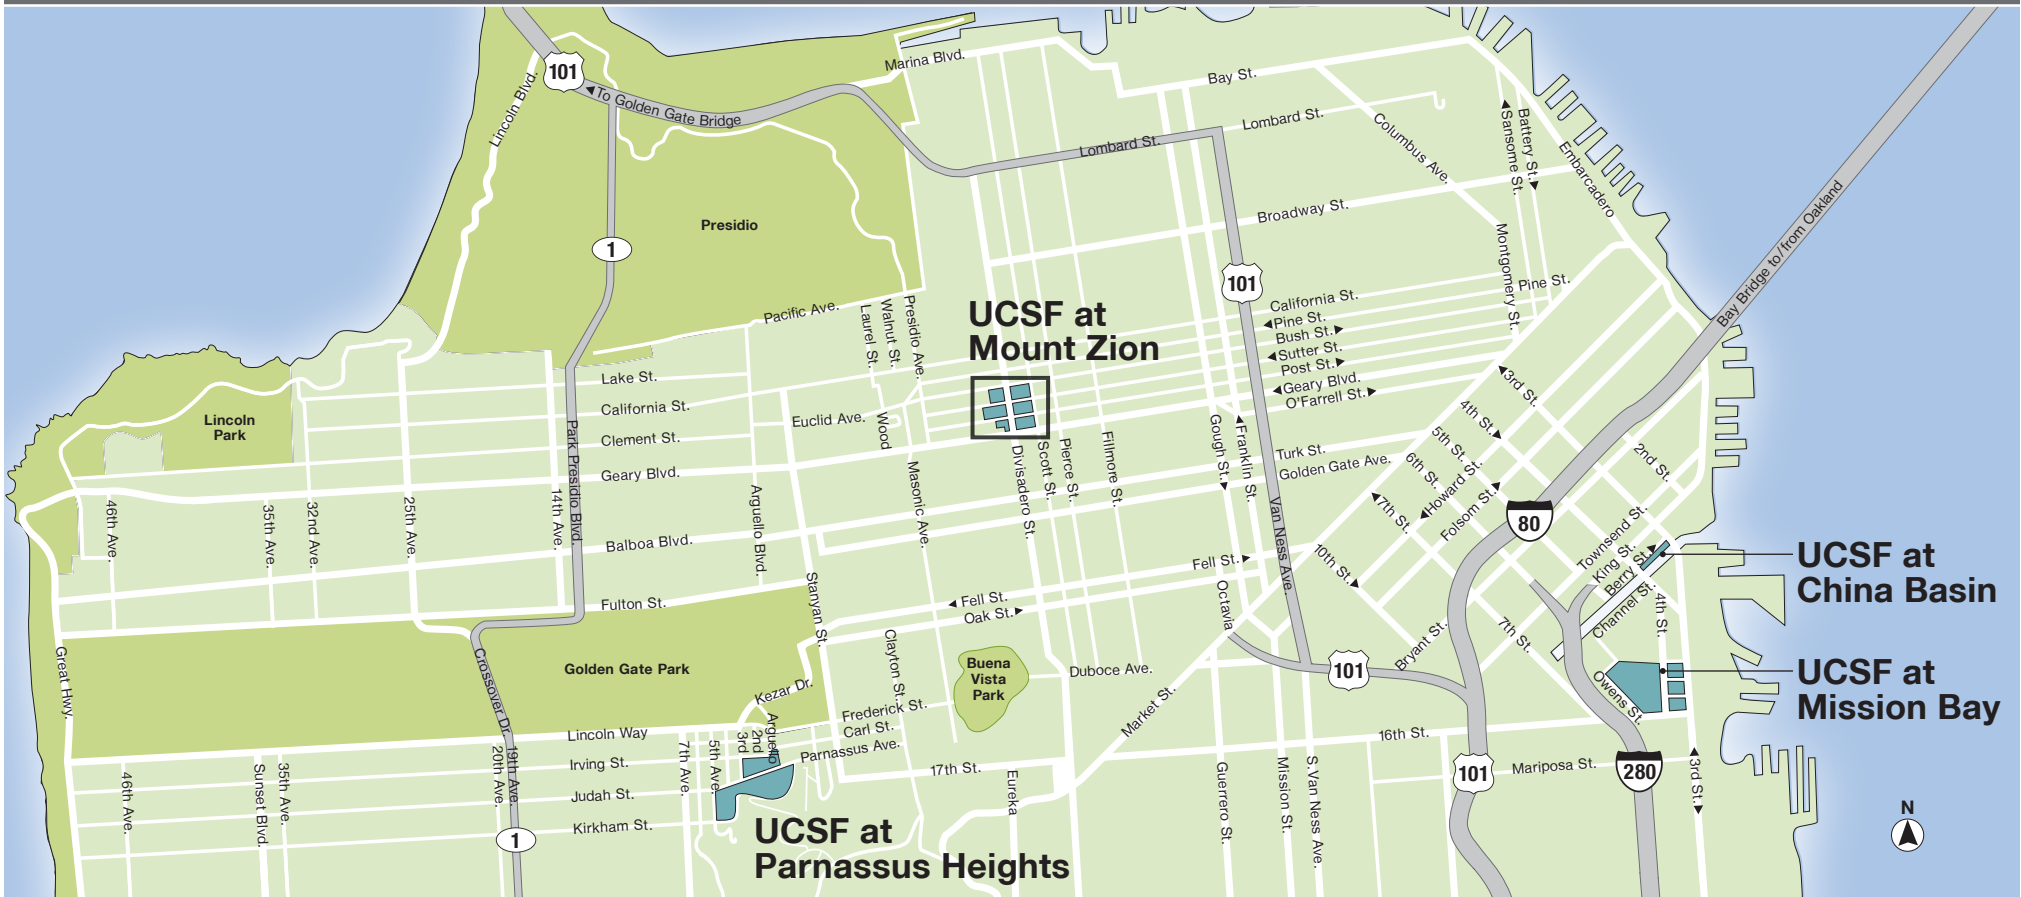 Marina Blvd.
Bay St.
101
Lincoln Blvd.
◄To Golden Gate Bridge
Lombard St.
Lombard St.
Columbus Ave.
Sansome St.
Battery St.
Embarcadero
Bay Bridge to/from Oakland
Presidio
1
Broadway St.
Montgomery St.
101
Pacific Ave.
Laurel St.
Walnut St.
Presidio Ave.
UCSF at
Mount Zion
California St.
◄Pine St.
Bush St.►
◄Sutter St.
Post St.►
◄Geary Blvd.
O'Farrell St.►
Pine St.
Lake St.
California St.
Clement St.
Geary Blvd.
Euclid Ave.
Wood
Lincoln
Park
Park Presidio Blvd.
3rd St.
4th St.
5th St.
6th St.
7th St.
Howard St.
Folsom St.
2nd St.
Gough St.
Franklin St.
Turk St.
Golden Gate Ave.
Divisadero St.
Scott St.
Pierce St.
Fillmore St.
Masonic Ave.
Arguello Blvd.
46th Ave.
35th Ave.
32nd Ave.
25th Ave.
14th Ave.
Balboa Blvd.
Van Ness Ave.
80
Townsend St.
King St.
Berry St.
Channel St.
UCSF at
China Basin
10th St.
Fell St.►
◄Fell St.
Oak St.►
Octavia
Fulton St.
Stanyan St.
Clayton St.
4th St.
7th St.
Bryant St.
Great Hwy.
Crossover Dr.
Golden Gate Park
Kezar Dr.
Buena
Vista
Park
Duboce Ave.
101
Market St.
Owens St.
UCSF at
Mission Bay
Frederick St.
Carl St.
Parnassus Ave.
Lincoln Way
Irving St.
Judah St.
Kirkham St.
7th Ave.
5th Ave.
3rd
2nd
Arguello
17th St.
Eureka
16th St.
Mariposa St.
101
280
3rd St.
46th Ave.
Sunset Blvd.
35th Ave.
20th Ave.
19th Ave.
1
Guerrero St.
Mission St.
S.Van Ness Ave.
UCSF at
Parnassus Heights
N